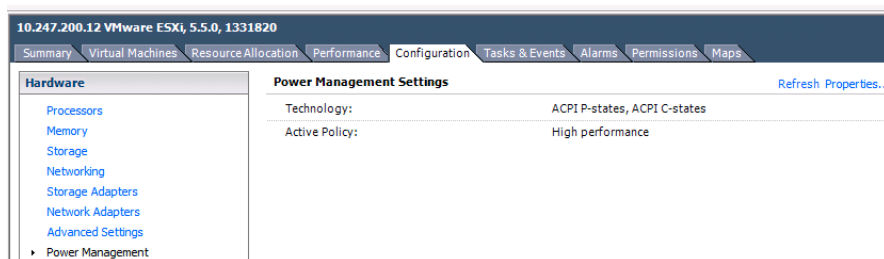 10.247.200.12 VMware ESXi, 5.5.0, 1331820
Summary Virtual Machines Resource Allocation Performance Configuration Tasks & Events Alarms Permissions Maps
Hardware
Processors
Memory
Storage
Networking
Storage Adapters
Network Adapters
Advanced Settings
Power Management
Power Management Settings Refresh Properties..
Technology: ACPI P-states, ACPI C-states
Active Policy: High performance